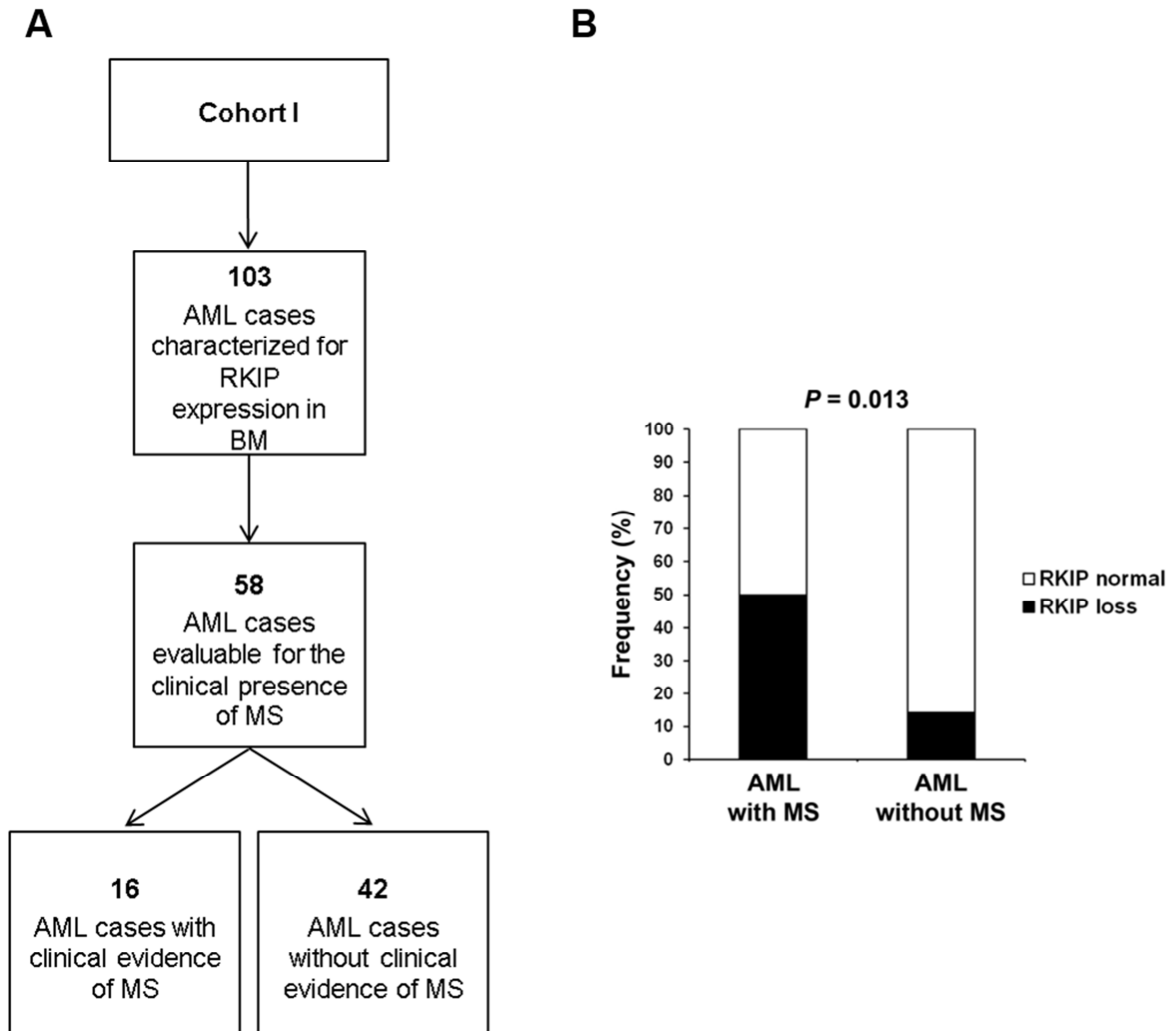 A
Cohort I
103
AML cases
characterized for
RKIP
expression in
BM
58
AML cases
evaluable for the
clinical presence
of MS
16
AML cases with
clinical evidence
of MS
42
AML cases
without clinical
evidence of MS
B
P = 0.013
Frequency (%)
100
90
80
70
60
50
40
30
20
10
0
AML
with MS
AML
without MS
RKIP normal
RKIP loss